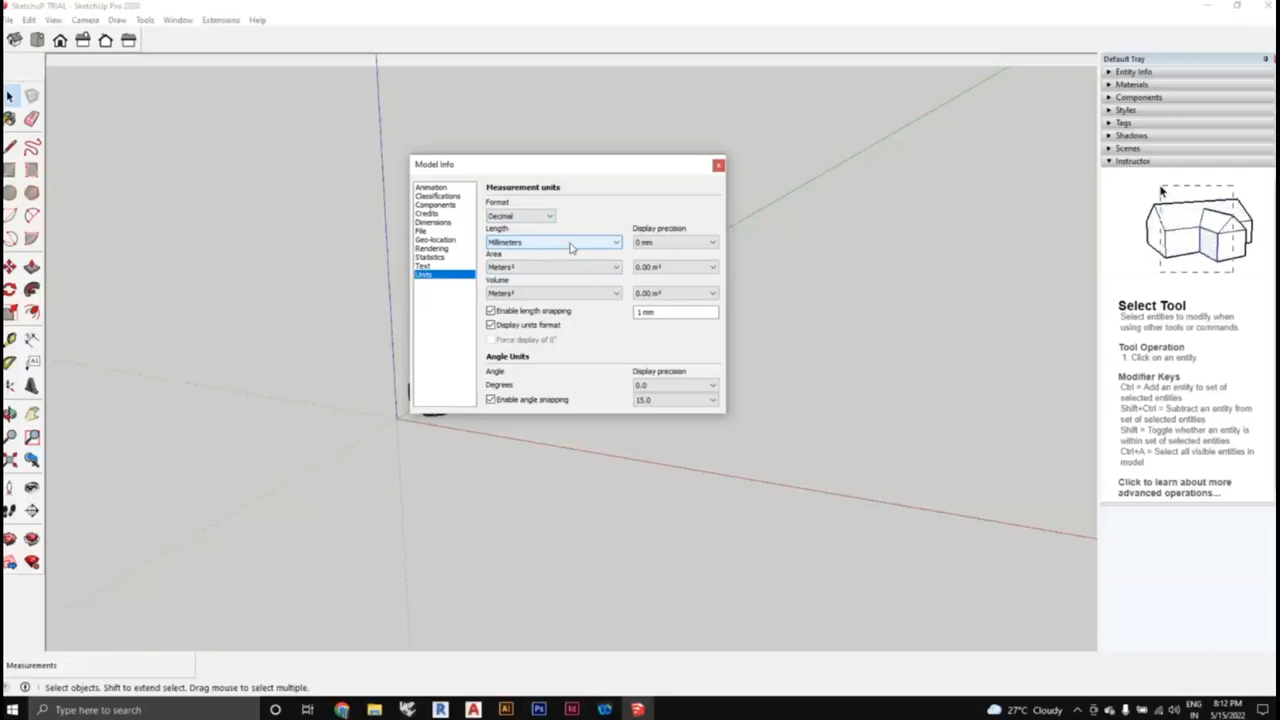 SketchUp TRIAL - SketchUp Pro 2020
File Edit View Camera Draw Tools Window Extensions Help
Default Tray
Entity Info
Materials
Components
Styles
Tags
Shadows
Scenes
Instructor
Model Info
Animation
Classifications
Components
Credits
Dimensions
File
Geo-location
Rendering
Statistics
Text
Units
Measurement units
Format
Decimal
Length Display precision
Millimeters 0 mm
Area
Meters² 0.00 m²
Volume
Meters³ 0.00 m³
Enable length snapping 1 mm
Display units format
Force display of 0"
Angle Units
Angle Display precision
Degrees 0.0
Enable angle snapping 15.0
Select Tool
Select entities to modify when
using other tools or commands.
Tool Operation
1. Click on an entity.
Modifier Keys
Ctrl = Add an entity to set of
selected entities
Shift+Ctrl = Subtract an entity from
set of selected entities
Shift = Toggle whether an entity is
within set of selected entities
Ctrl+A = Select all visible entities in
model
Click to learn about more
advanced operations...
Measurements
Select objects. Shift to extend select. Drag mouse to select multiple.
Type here to search
R A Ai Ps Id
27°C Cloudy
ENG
IN
8:12 PM
5/15/2022